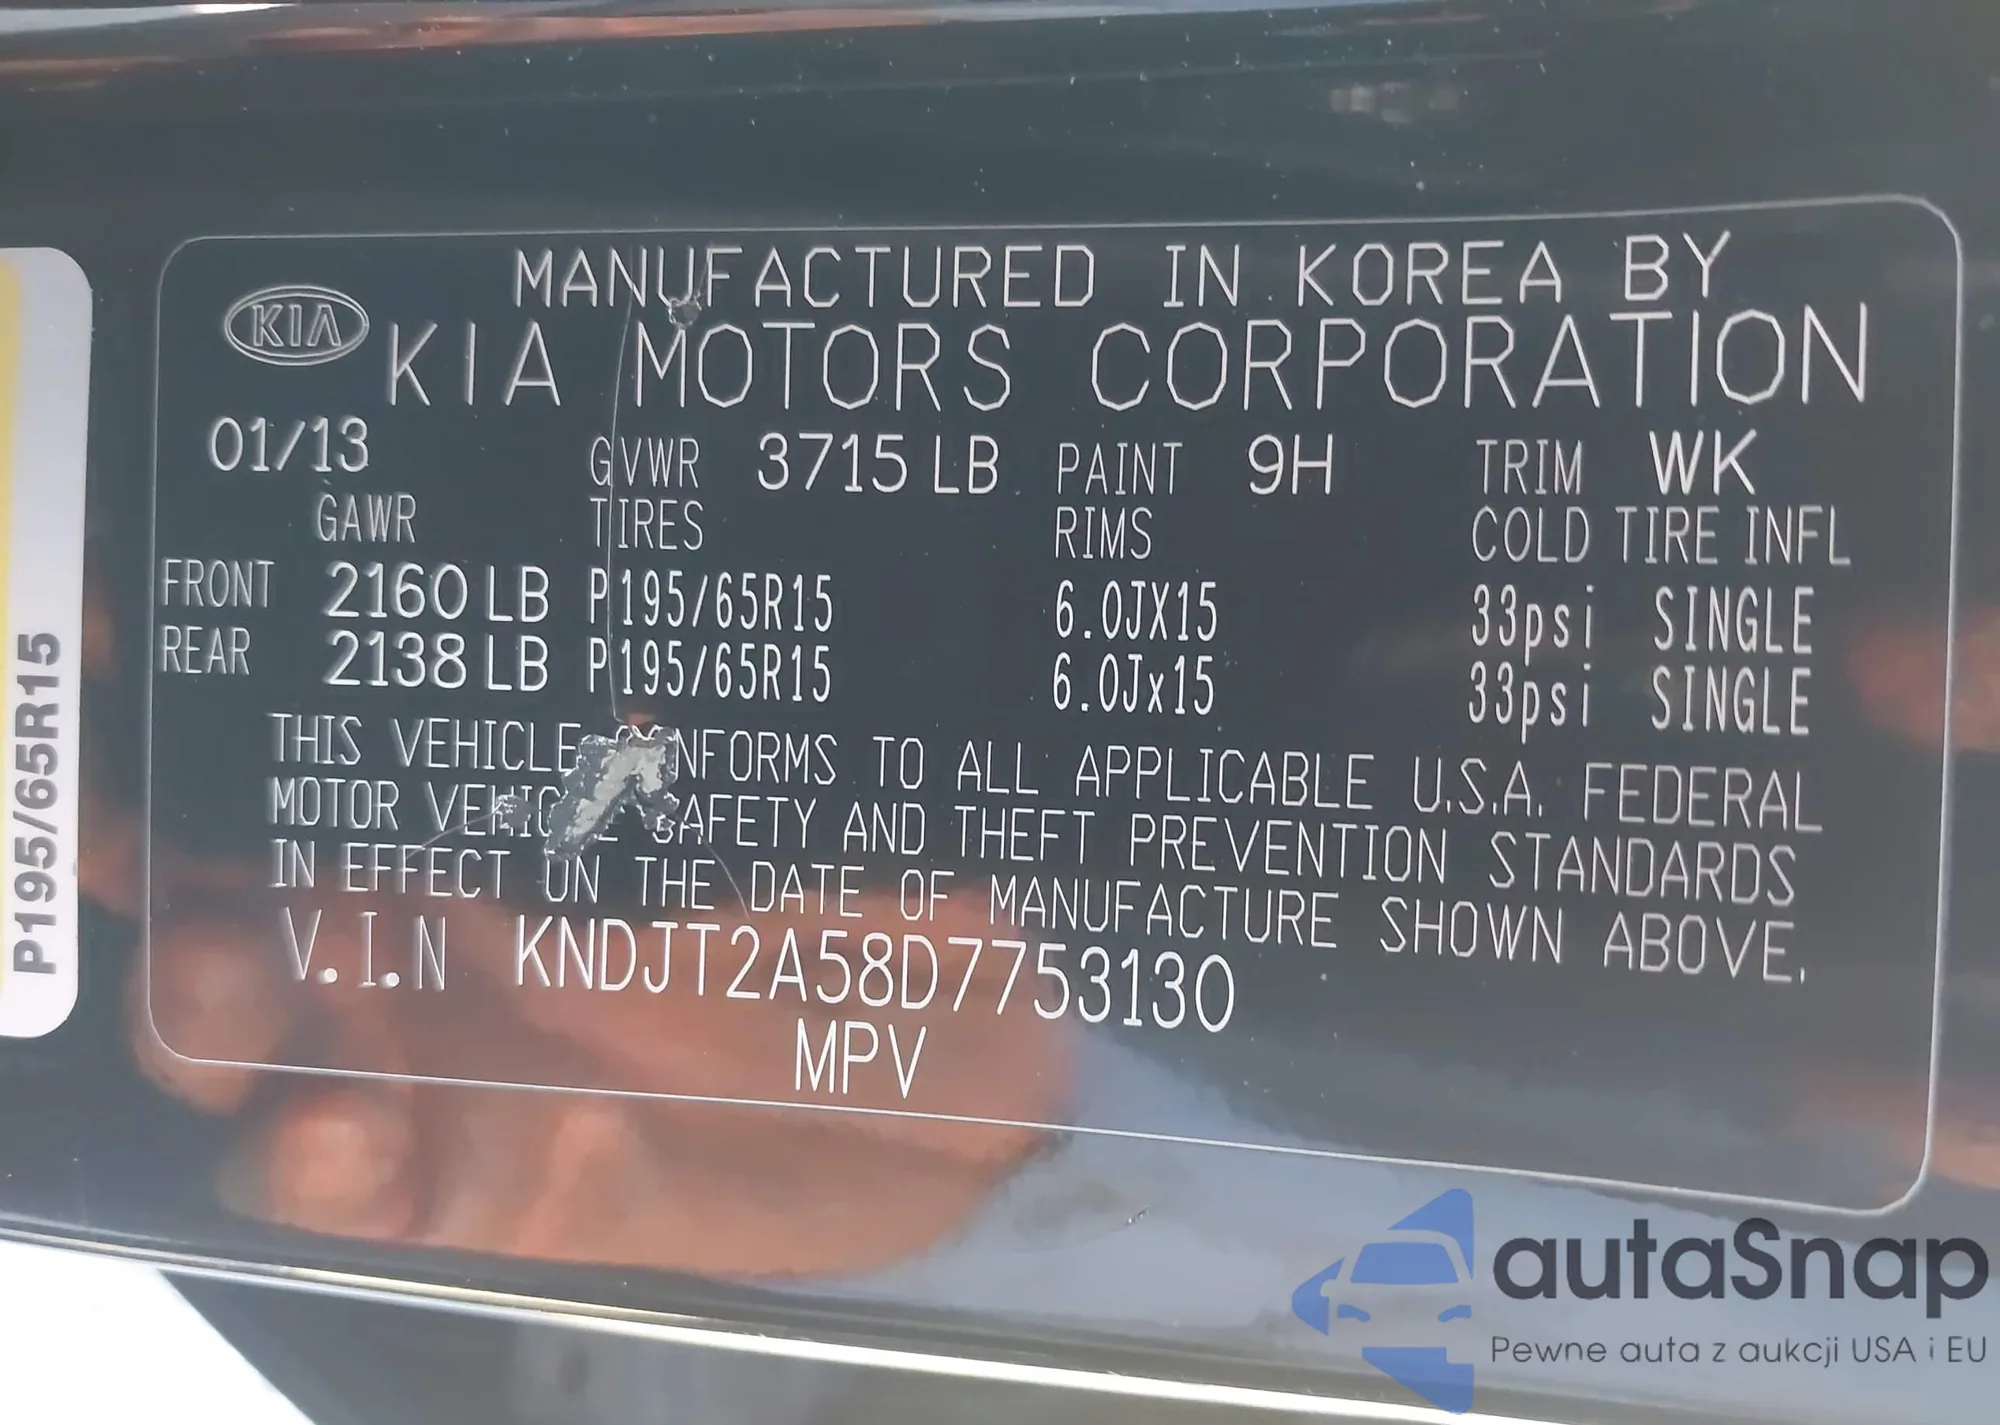 P195/65R15
KIA
MANUFACTURED IN KOREA BY
KIA MOTORS CORPORATION
01/13 GVWR 3715 LB PAINT 9H TRIM WK
GAWR TIRES RIMS COLD TIRE INFL
FRONT 2160 LB P195/65R15 6.0JX15 33psi SINGLE
REAR 2138 LB P195/65R15 6.0Jx15 33psi SINGLE
THIS VEHICLE CONFORMS TO ALL APPLICABLE U.S.A. FEDERAL
MOTOR VEHICLE SAFETY AND THEFT PREVENTION STANDARDS
IN EFFECT ON THE DATE OF MANUFACTURE SHOWN ABOVE.
V.I.N KNDJT2A58D7753130
MPV
autaSnap
Pewne auta z aukcji USA i EU